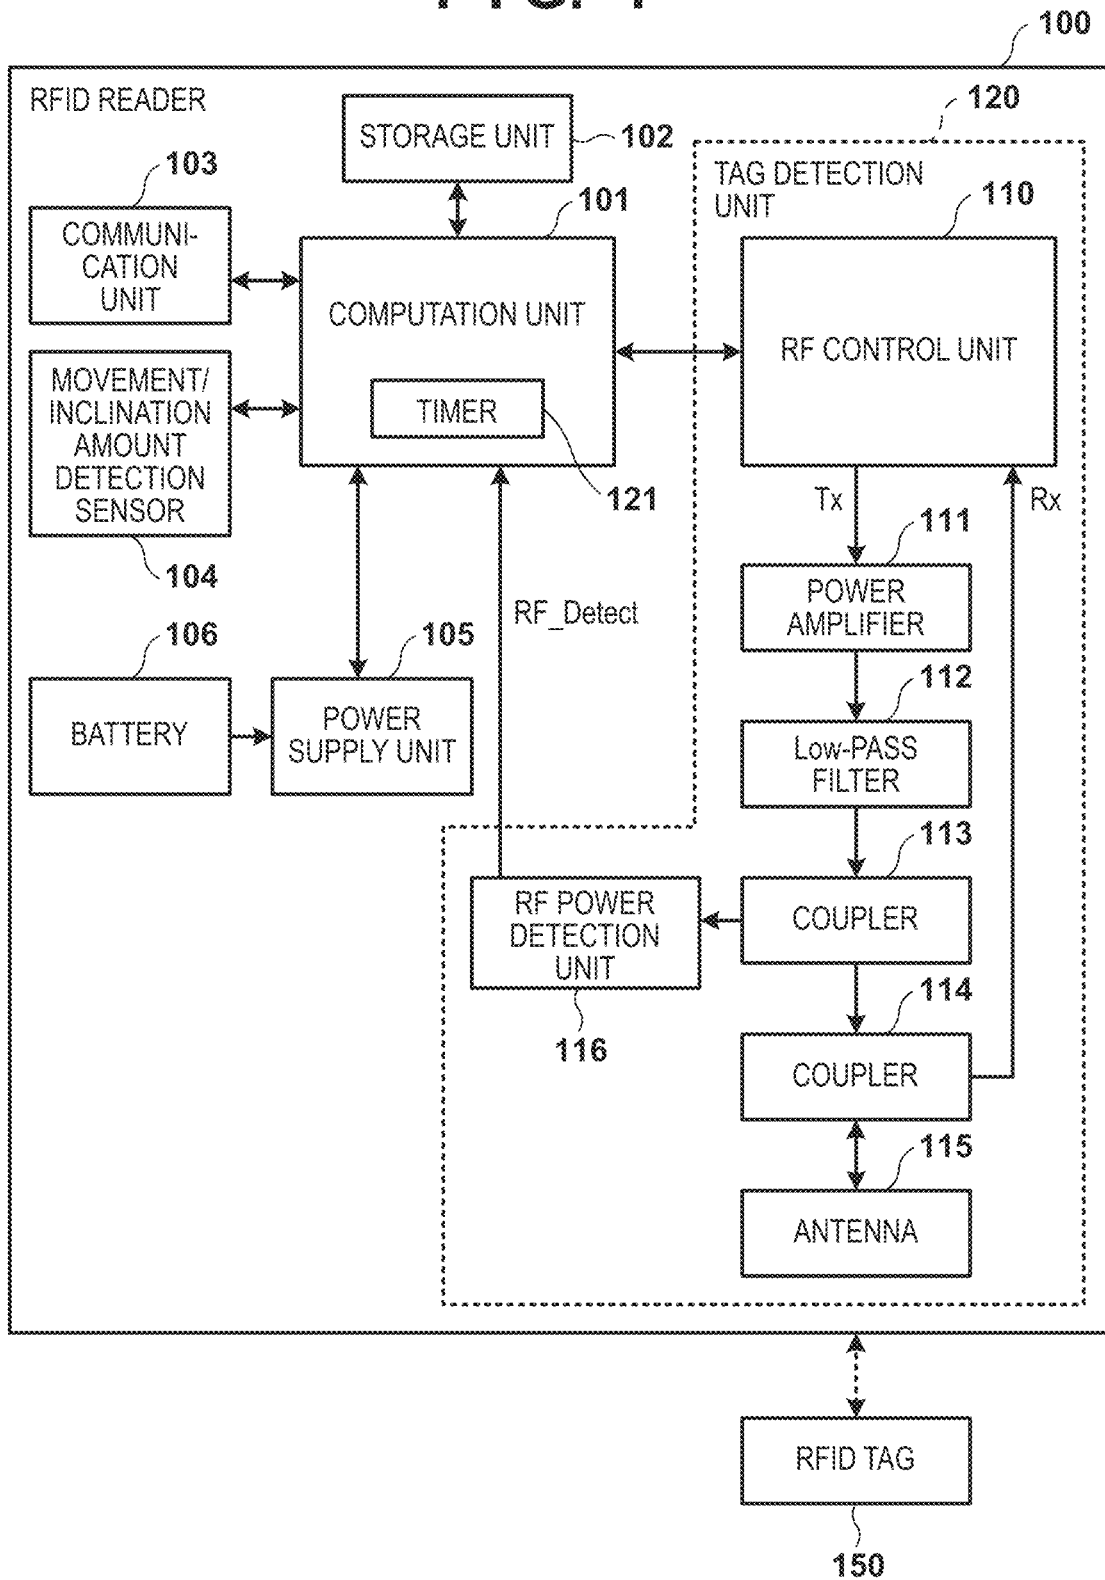 100
RFID READER
STORAGE UNIT
102
120
103
101
TAG DETECTION
UNIT
110
COMMUNI-
CATION
UNIT
COMPUTATION UNIT
RF CONTROL UNIT
MOVEMENT/
INCLINATION
AMOUNT
DETECTION
SENSOR
TIMER
121
104
Tx
Rx
111
POWER
AMPLIFIER
RF_Detect
106
105
112
BATTERY
POWER
SUPPLY UNIT
Low-PASS
FILTER
113
RF POWER
DETECTION
UNIT
COUPLER
116
114
COUPLER
115
ANTENNA
RFID TAG
150